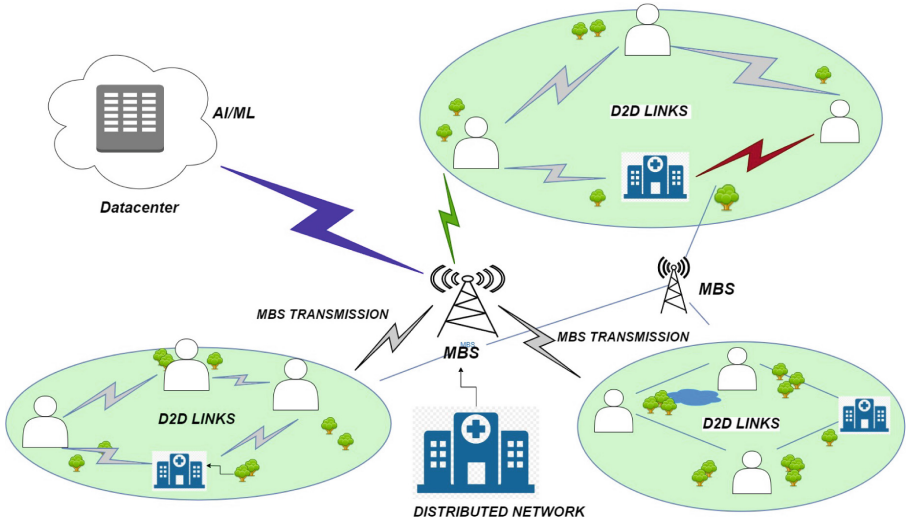 AI/ML
D2D LINKS
Datacenter
MBS
MBS TRANSMISSION
MBS TRANSMISSION
MBS
MBS
D2D LINKS
D2D LINKS
DISTRIBUTED NETWORK